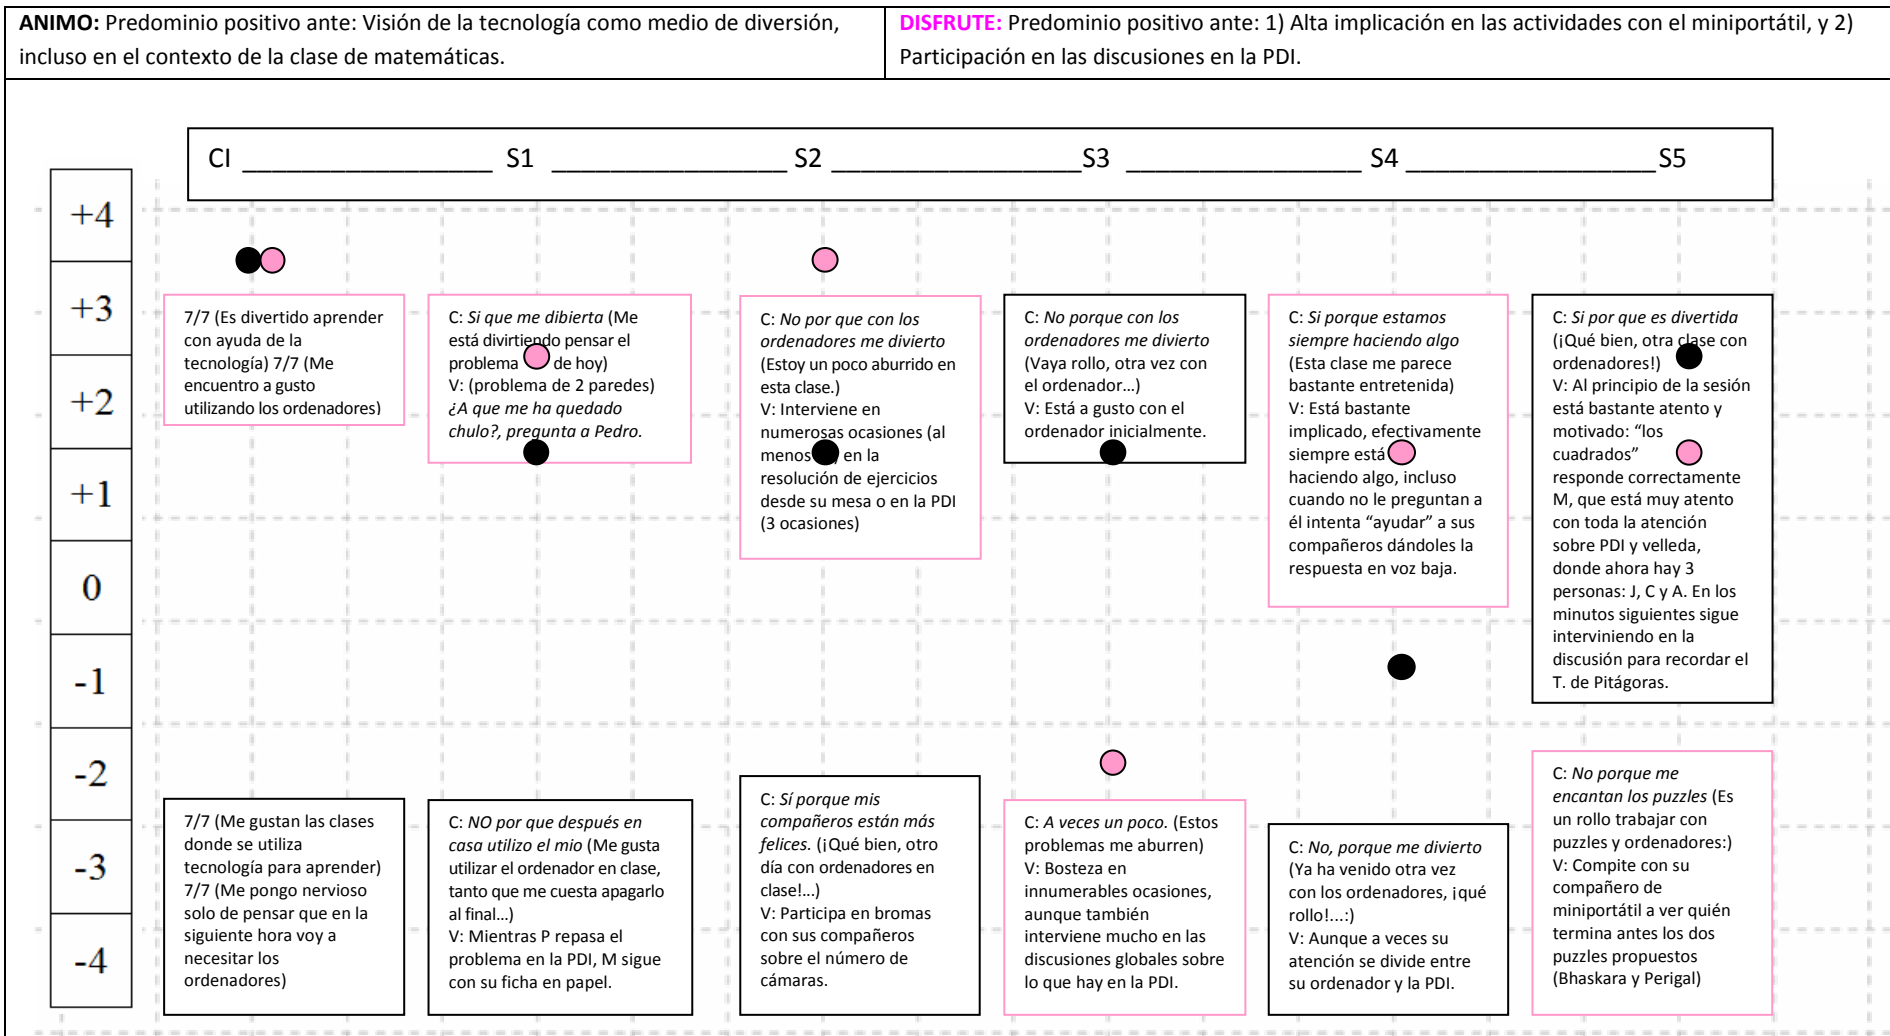 ANIMO: Predominio positivo ante: Visión de la tecnología como medio de diversión,
incluso en el contexto de la clase de matemáticas.
DISFRUTE: Predominio positivo ante: 1) Alta implicación en las actividades con el miniportátil, y 2)
Participación en las discusiones en la PDI.
CI _________________ S1 ________________ S2 _________________S3 ________________ S4 _________________S5
+4
+3
+2
+1
0
-1
-2
-3
-4
7/7 (Es divertido aprender
con ayuda de la
tecnología) 7/7 (Me
encuentro a gusto
utilizando los ordenadores)
C: Si que me dibierta (Me
está divirtiendo pensar el
problema de hoy)
V: (problema de 2 paredes)
¿A que me ha quedado
chulo?, pregunta a Pedro.
C: No por que con los
ordenadores me divierto
(Estoy un poco aburrido en
esta clase.)
V: Interviene en
numerosas ocasiones (al
menos en la
resolución de ejercicios
desde su mesa o en la PDI
(3 ocasiones)
C: No porque con los
ordenadores me divierto
(Vaya rollo, otra vez con
el ordenador…)
V: Está a gusto con el
ordenador inicialmente.
C: Si porque estamos
siempre haciendo algo
(Esta clase me parece
bastante entretenida)
V: Está bastante
implicado, efectivamente
siempre está
haciendo algo, incluso
cuando no le preguntan a
él intenta “ayudar” a sus
compañeros dándoles la
respuesta en voz baja.
C: Si por que es divertida
(¡Qué bien, otra clase con
ordenadores!)
V: Al principio de la sesión
está bastante atento y
motivado: “los
cuadrados”
responde correctamente
M, que está muy atento
con toda la atención
sobre PDI y velleda,
donde ahora hay 3
personas: J, C y A. En los
minutos siguientes sigue
interviniendo en la
discusión para recordar el
T. de Pitágoras.
7/7 (Me gustan las clases
donde se utiliza
tecnología para aprender)
7/7 (Me pongo nervioso
solo de pensar que en la
siguiente hora voy a
necesitar los
ordenadores)
C: NO por que después en
casa utilizo el mio (Me gusta
utilizar el ordenador en clase,
tanto que me cuesta apagarlo
al final…)
V: Mientras P repasa el
problema en la PDI, M sigue
con su ficha en papel.
C: Sí porque mis
compañeros están más
felices. (¡Qué bien, otro
día con ordenadores en
clase!...)
V: Participa en bromas
con sus compañeros
sobre el número de
cámaras.
C: A veces un poco. (Estos
problemas me aburren)
V: Bosteza en
innumerables ocasiones,
aunque también
interviene mucho en las
discusiones globales sobre
lo que hay en la PDI.
C: No, porque me divierto
(Ya ha venido otra vez
con los ordenadores, ¡qué
rollo!...:)
V: Aunque a veces su
atención se divide entre
su ordenador y la PDI.
C: No porque me
encantan los puzzles (Es
un rollo trabajar con
puzzles y ordenadores:)
V: Compite con su
compañero de
miniportátil a ver quién
termina antes los dos
puzzles propuestos
(Bhaskara y Perigal)